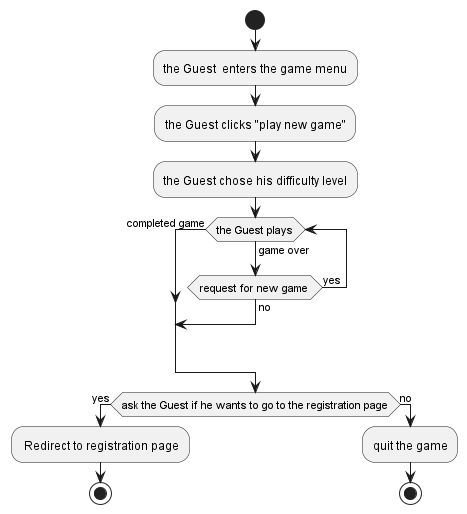 the Guest  enters the game menu
the Guest clicks "play new game"
the Guest chose his difficulty level
completed game
the Guest plays
game over
request for new game
yes
no
yes
ask the Guest if he wants to go to the registration page
no
Redirect to registration page
quit the game